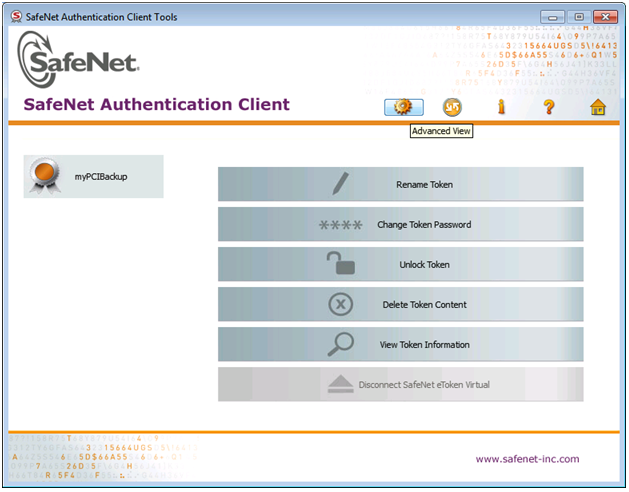 SafeNet Authentication Client Tools
SafeNet.
SafeNet Authentication Client
Advanced View
myPCIBackup
Rename Token
**** Change Token Password
Unlock Token
Delete Token Content
View Token Information
Disconnect SafeNet eToken Virtual
www.safenet-inc.com